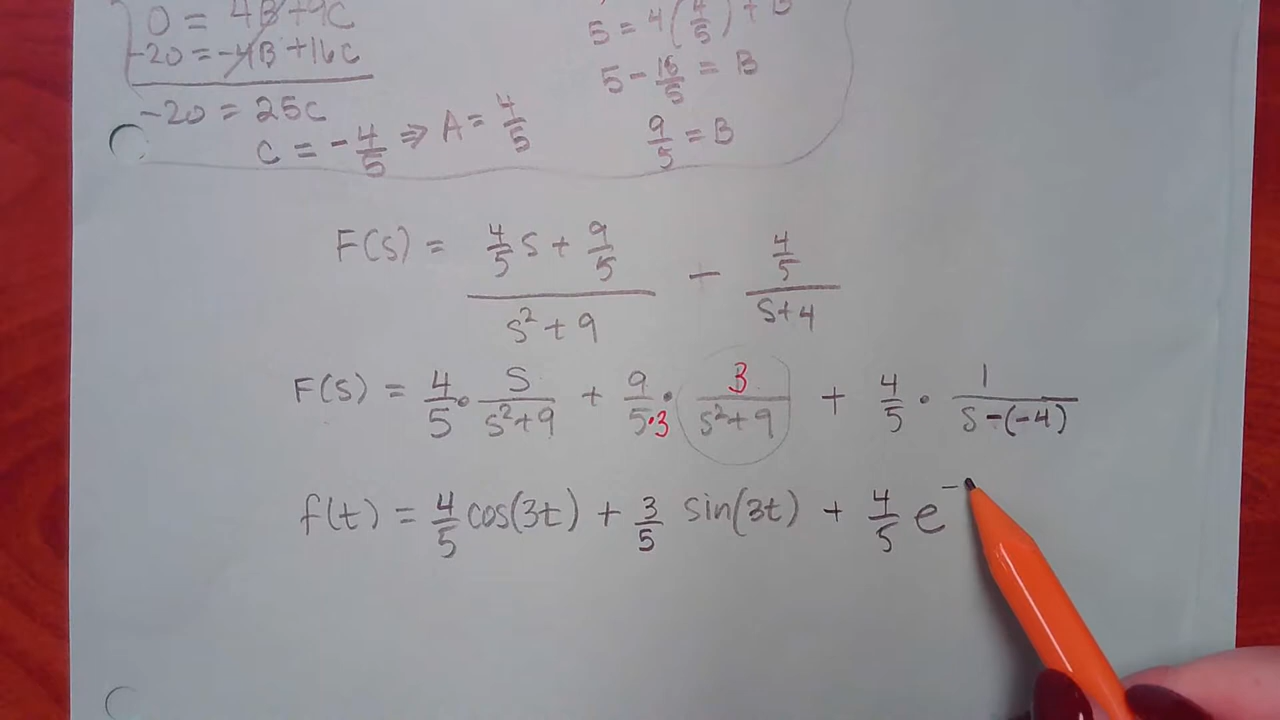 0 = 4B + 9C
-20 = -4B + 16C
-20 = 25C
C = -4/5 ⇒ A = 4/5
5 = 4(4/5) + B
5 - 16/5 = B
9/5 = B
F(S) = (4/5 S + 9/5)/(S² + 9) - (4/5)/(S+4)
F(S) = 4/5 · S/(S²+9) + 9/(5·3) · 3/(S²+9) + 4/5 · 1/(S-(-4))
f(t) = 4/5 cos(3t) + 3/5 sin(3t) + 4/5 e^-